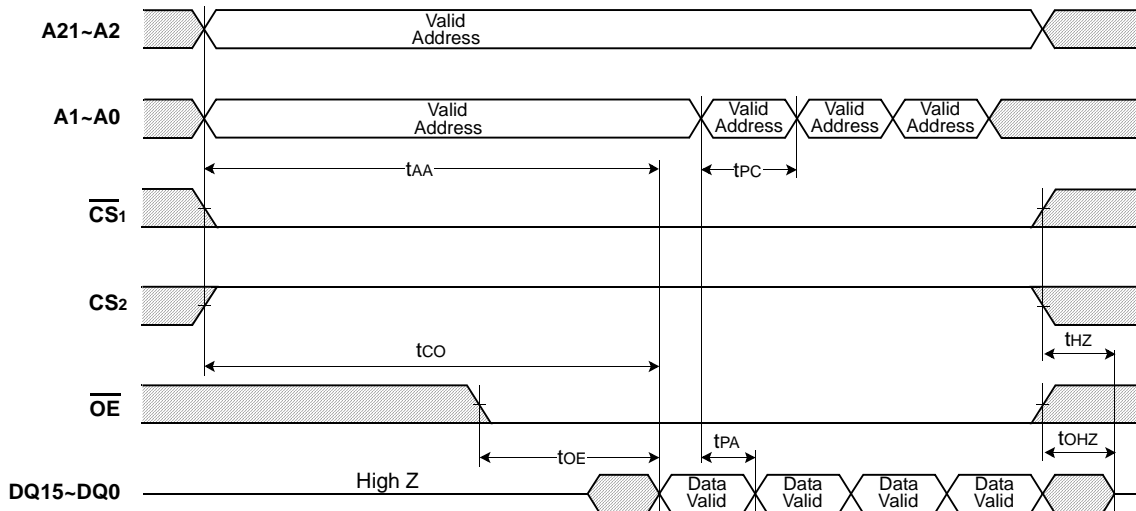 A21~A2
Valid
Address
A1~A0
Valid
Address
Valid
Address
Valid
Address
Valid
Address
tAA
tPC
CS1
CS2
tCO
tHZ
OE
tOE
tPA
tOHZ
DQ15~DQ0
High Z
Data
Valid
Data
Valid
Data
Valid
Data
Valid